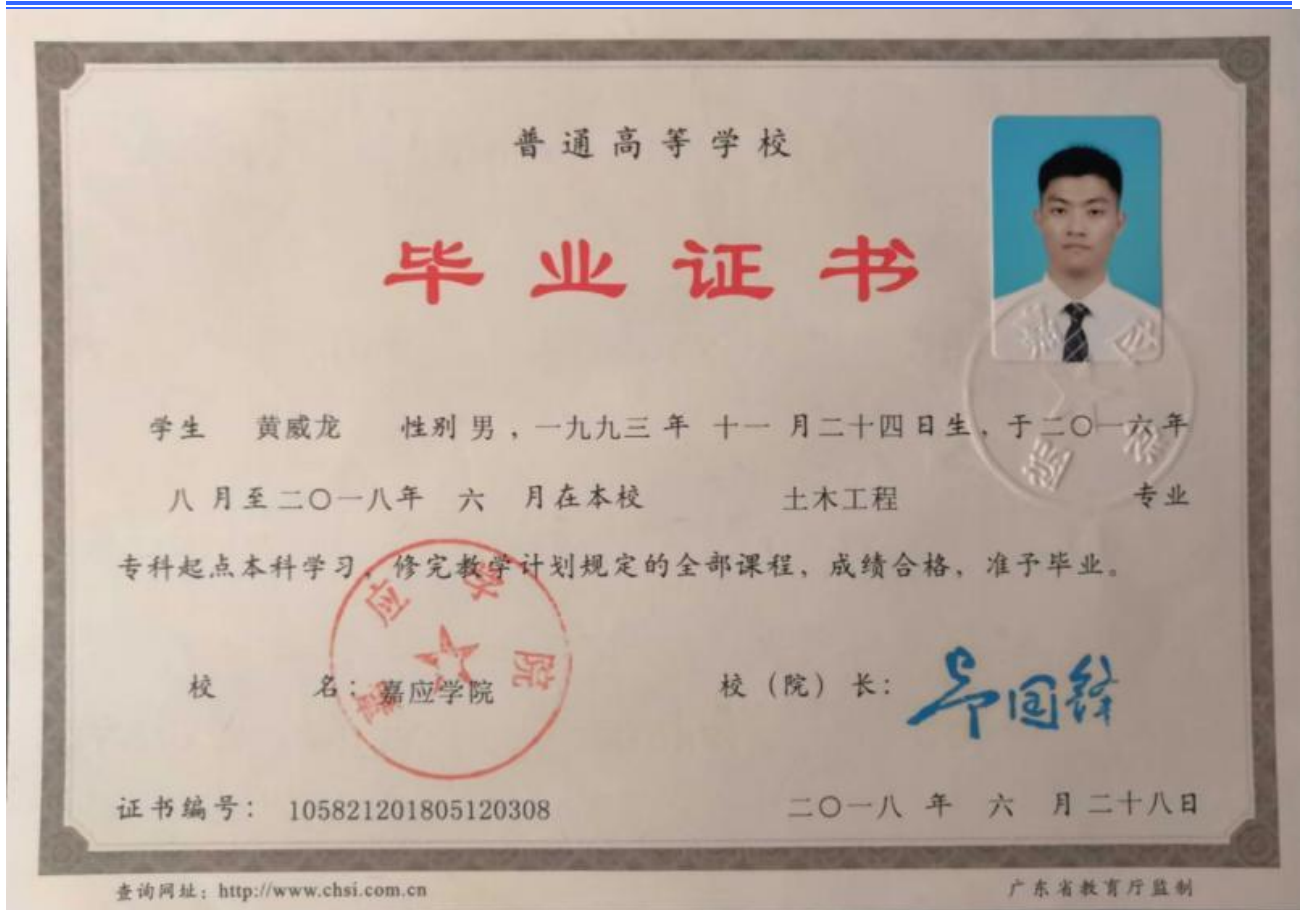 普通高等学校
毕业证书
学生 黄威龙 性别 男，一九九三 年 十一 月二十四日生，于二〇一六年
八 月至二〇一八年 六 月在本校 土木工程 专业
专科起点本科学习，修完教学计划规定的全部课程，成绩合格，准予毕业。
校 名：嘉应学院 校（院）长：
嘉应学院
证书编号： 105821201805120308 二〇一八 年 六 月二十八日
查询网址：http://www.chsi.com.cn 广东省教育厅监制